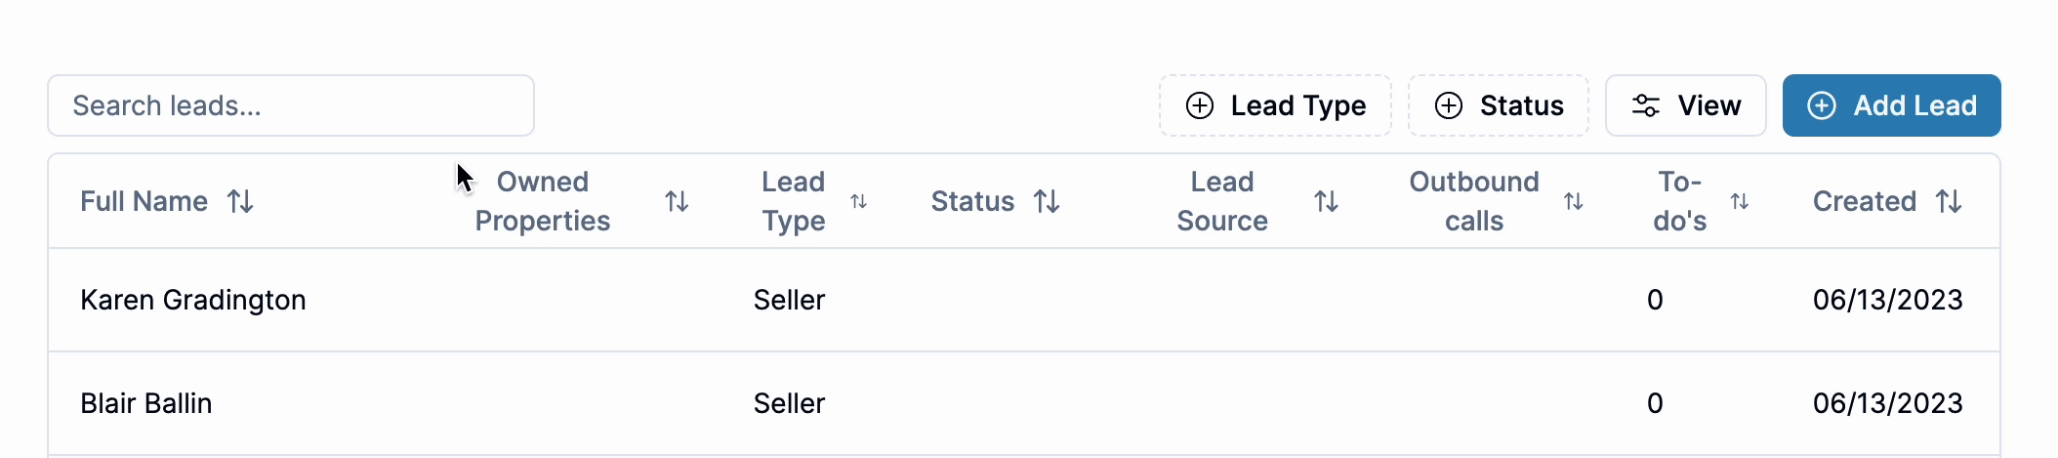 Search leads...
Lead Type
Status
View
Add Lead
Full Name
Owned
Properties
Lead
Type
Status
Lead
Source
Outbound
calls
To-
do's
Created
Karen Gradington
Seller
0
06/13/2023
Blair Ballin
Seller
0
06/13/2023